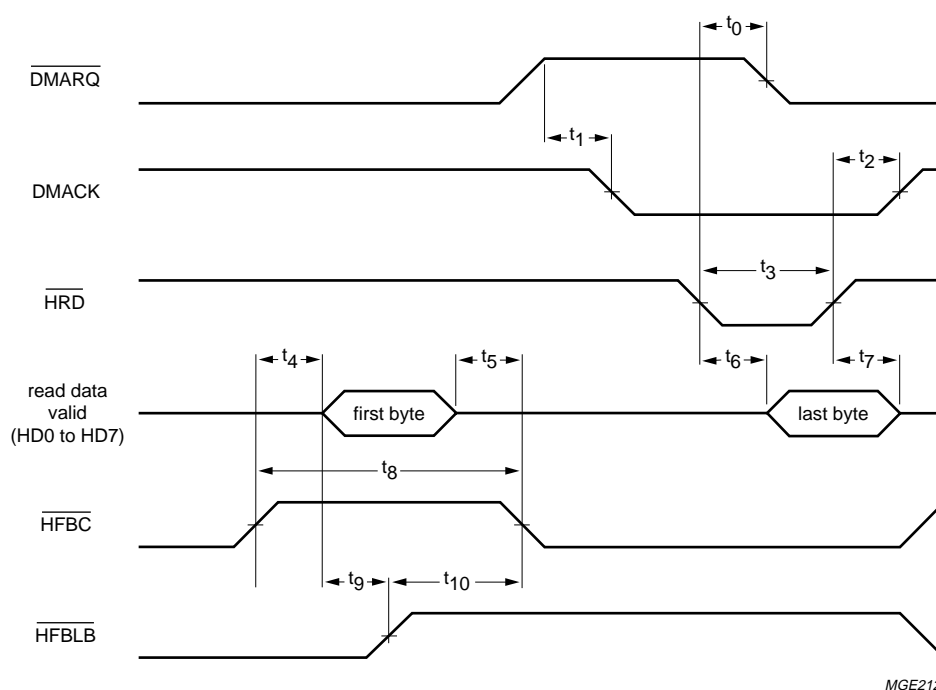 t0
DMARQ
t1
t2
DMACK
t3
HRD
t4
t5
t6
t7
read data
valid
(HD0 to HD7)
first byte
last byte
t8
HFBC
t9
t10
HFBLB
MGE212